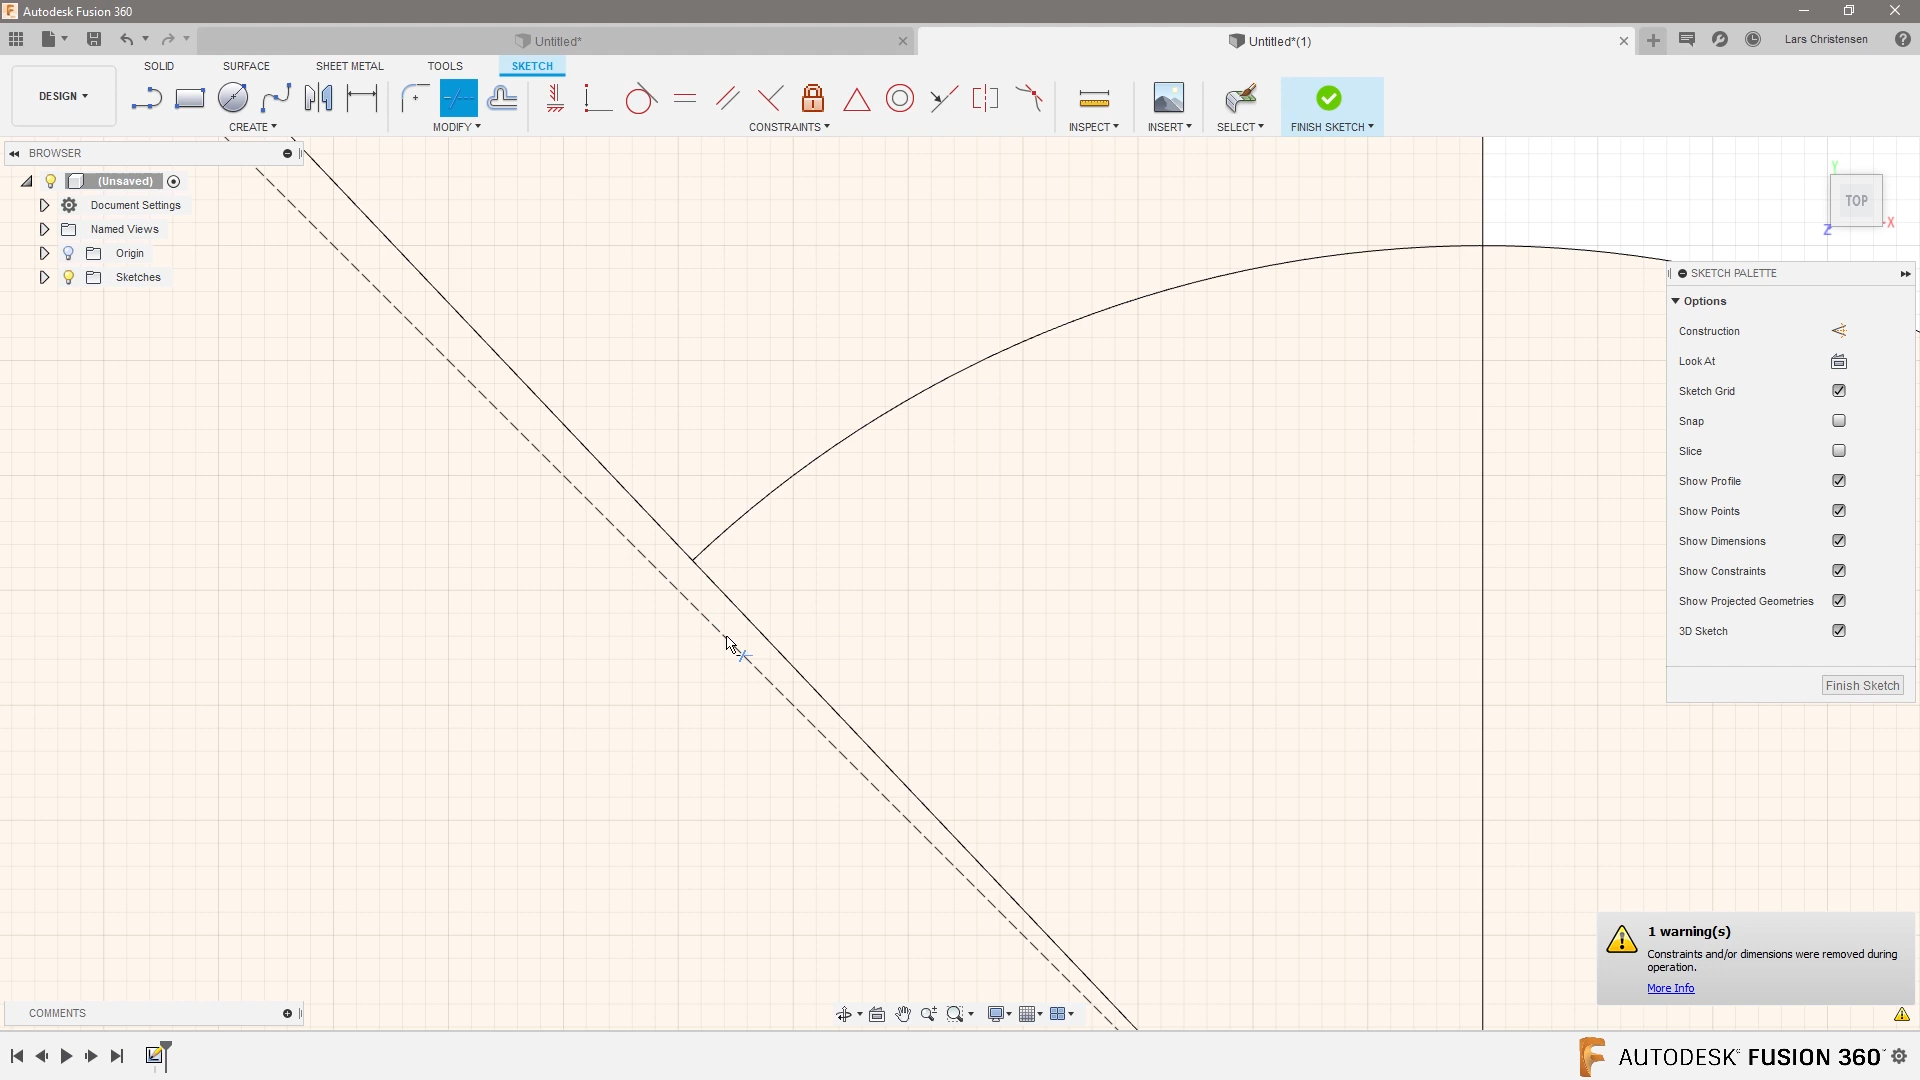 Autodesk Fusion 360
Untitled*
Untitled*(1)
Lars Christensen
DESIGN
SOLID
SURFACE
SHEET METAL
TOOLS
SKETCH
CREATE
MODIFY
CONSTRAINTS
INSPECT
INSERT
SELECT
FINISH SKETCH
BROWSER
(Unsaved)
Document Settings
Named Views
Origin
Sketches
Y
TOP
X
Z
SKETCH PALETTE
Options
Construction
Look At
Sketch Grid
Snap
Slice
Show Profile
Show Points
Show Dimensions
Show Constraints
Show Projected Geometries
3D Sketch
Finish Sketch
1 warning(s)
Constraints and/or dimensions were removed during
operation.
More Info
COMMENTS
AUTODESK FUSION 360